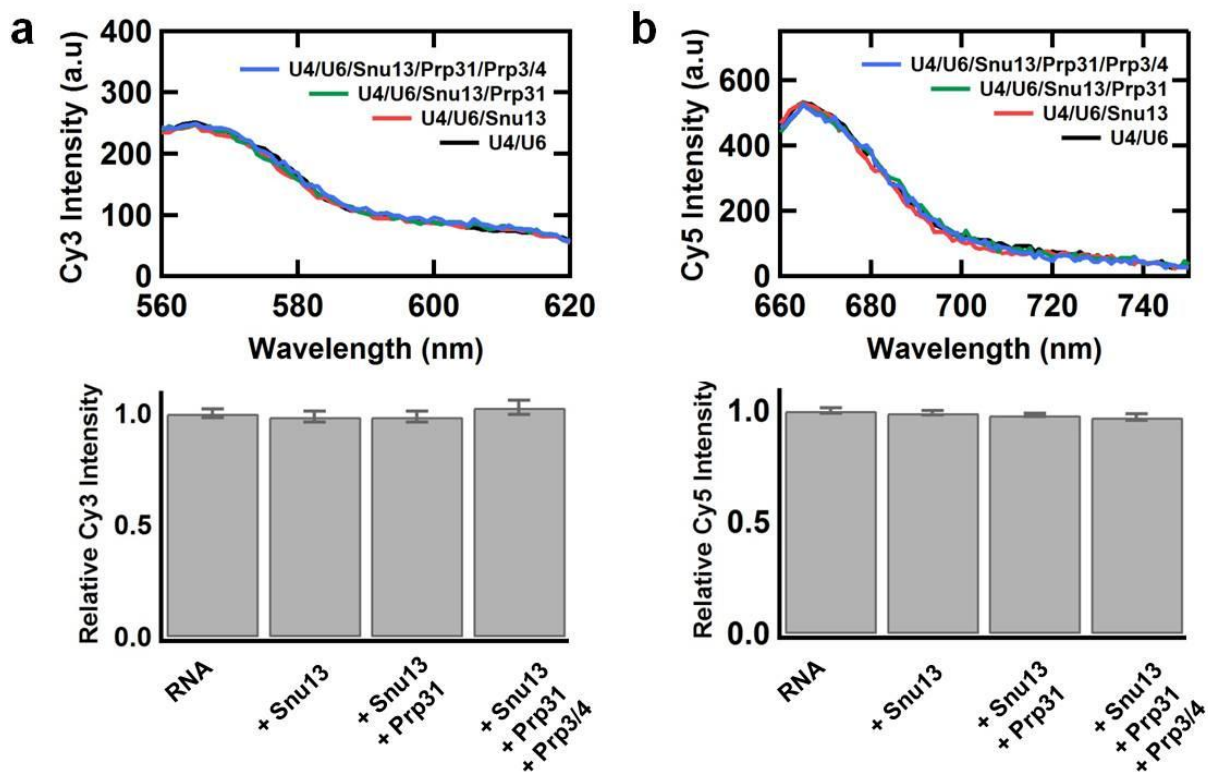 a
Cy3 Intensity (a.u)
400
300
200
100
0
U4/U6/Snu13/Prp31/Prp3/4
U4/U6/Snu13/Prp31
U4/U6/Snu13
U4/U6
560
580
600
620
Wavelength (nm)
Relative Cy3 Intensity
1.0
0.5
0.0
RNA
+ Snu13
+ Snu13
+ Prp31
+ Snu13
+ Prp31
+ Prp3/4
b
Cy5 Intensity (a.u)
600
400
200
0
U4/U6/Snu13/Prp31/Prp3/4
U4/U6/Snu13/Prp31
U4/U6/Snu13
U4/U6
660
680
700
720
740
Wavelength (nm)
Relative Cy5 Intensity
1.0
0.5
0.0
RNA
+ Snu13
+ Snu13
+ Prp31
+ Snu13
+ Prp31
+ Prp3/4